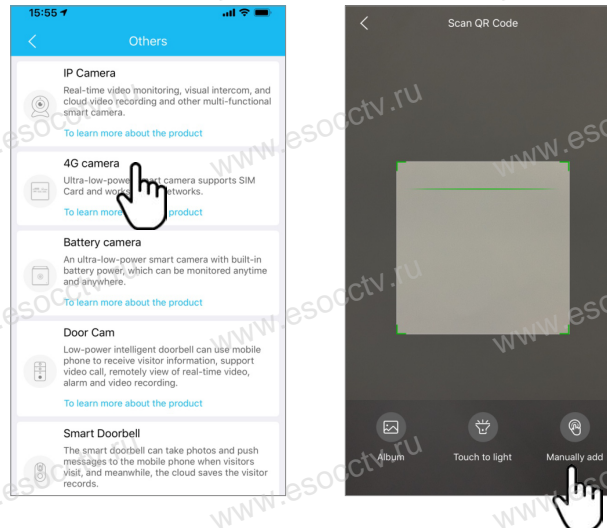 15:55
Others
IP Camera
Real-time video monitoring, visual intercom, and
cloud video recording and other multi-functional
smart camera.
To learn more about the product
4G camera
Ultra-low-power smart camera supports SIM
Card and works networks.
To learn more product
Battery camera
An ultra-low-power smart camera with built-in
battery power, which can be monitored anytime
and anywhere.
To learn more about the product
Door Cam
Low-power intelligent doorbell can use mobile
phone to receive visitor information, support
video call, remotely view of real-time video,
alarm and video recording.
To learn more about the product
Smart Doorbell
The smart doorbell can take photos and push
messages to the mobile phone when visitors
visit, and meanwhile, the cloud saves the visitor
records.
Scan QR Code
Album
Touch to light
Manually add
www.esocctv.ru